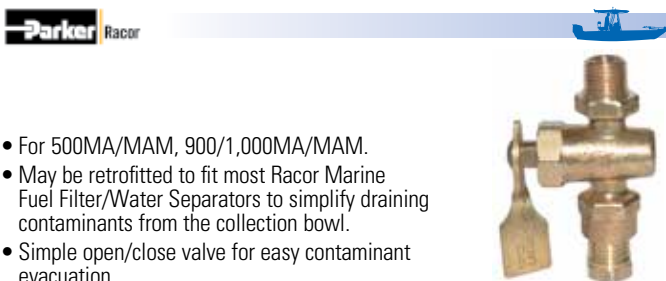 Parker Racor
• For 500MA/MAM, 900/1,000MA/MAM.
• May be retrofitted to fit most Racor Marine
Fuel Filter/Water Separators to simplify draining
contaminants from the collection bowl.
• Simple open/close valve for easy contaminant
evacuation